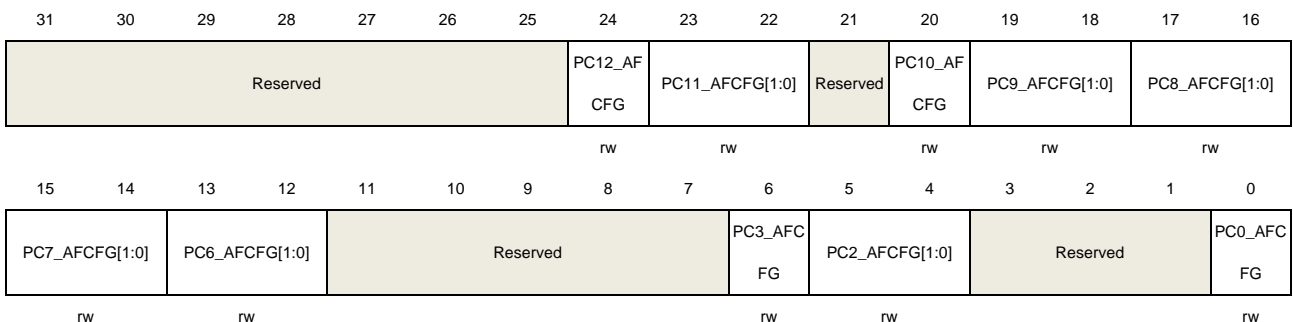 31 30 29 28 27 26 25 24 23 22 21 20 19 18 17 16
Reserved PC12_AF CFG PC11_AFCFG[1:0] Reserved PC10_AF CFG PC9_AFCFG[1:0] PC8_AFCFG[1:0]
rw rw rw rw rw
15 14 13 12 11 10 9 8 7 6 5 4 3 2 1 0
PC7_AFCFG[1:0] PC6_AFCFG[1:0] Reserved PC3_AFC FG PC2_AFCFG[1:0] Reserved PC0_AFC FG
rw rw rw rw rw